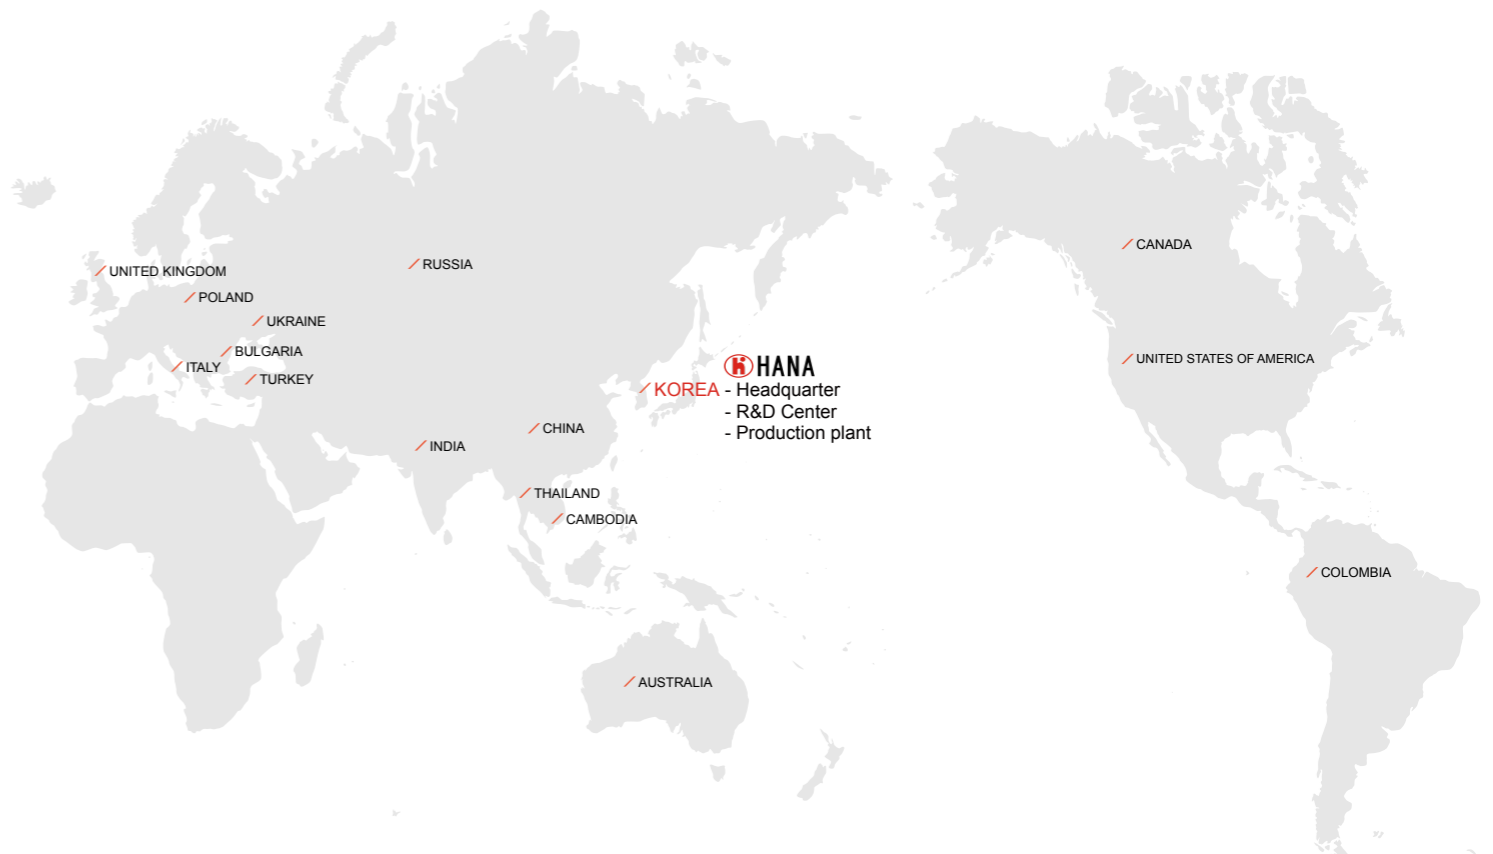 CANADA
RUSSIA
UNITED KINGDOM
POLAND
UKRAINE
BULGARIA
UNITED STATES OF AMERICA
ITALY
TURKEY
HANA
KOREA - Headquarter
- R&D Center
- Production plant
CHINA
INDIA
THAILAND
CAMBODIA
COLOMBIA
AUSTRALIA